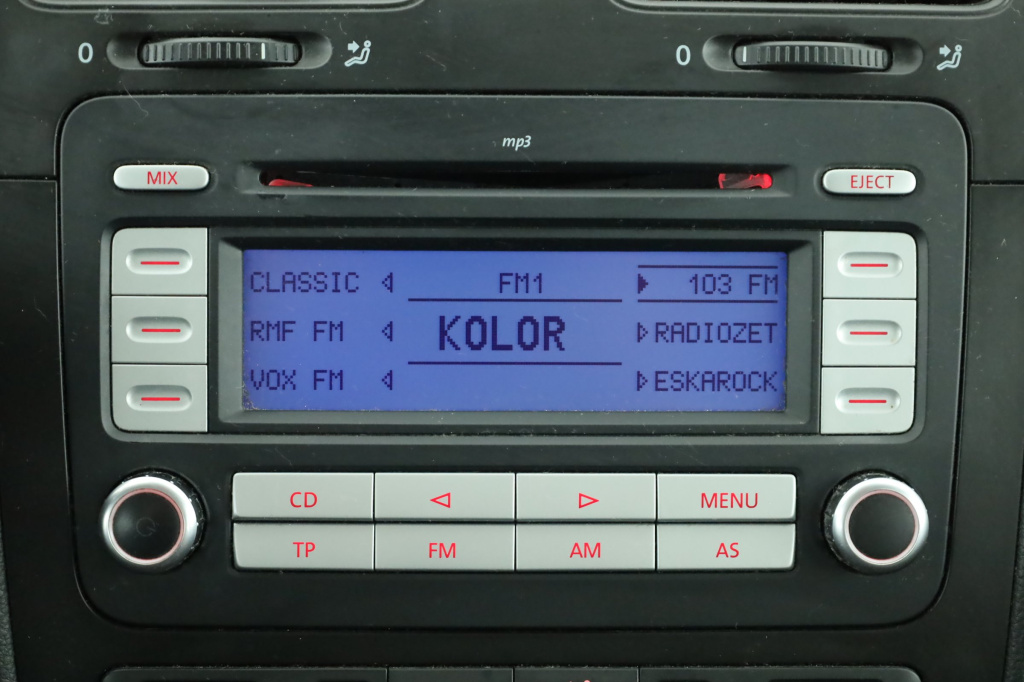 0
0
mp3
MIX
EJECT
CLASSIC FM1 103 FM
RMF FM KOLOR RADIOZET
VOX FM ESKAROCK
CD MENU
TP FM AM AS